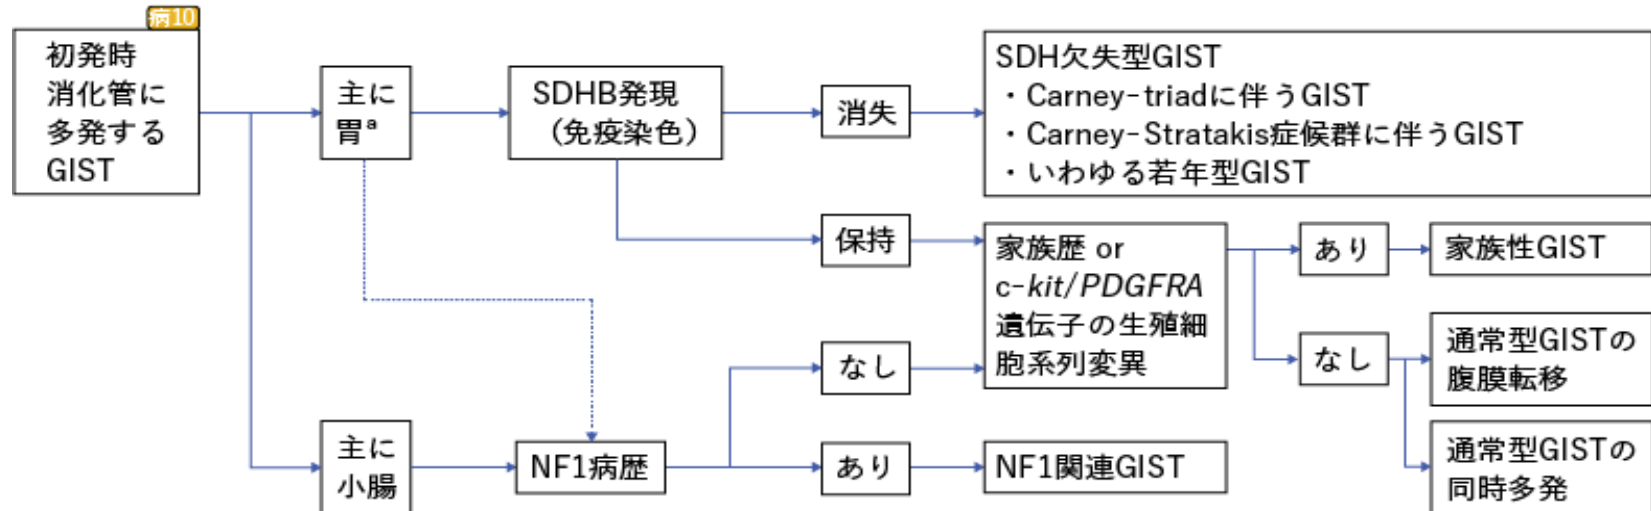 病10
初発時
消化管に
多発する
GIST
主に
胃a
SDHB発現
（免疫染色）
消失
SDH欠失型GIST
・Carney-triadに伴うGIST
・Carney-Stratakis症候群に伴うGIST
・いわゆる若年型GIST
保持
家族歴 or
c-kit/PDGFRA
遺伝子の生殖細
胞系列変異
あり
家族性GIST
なし
通常型GISTの
腹膜転移
通常型GISTの
同時多発
主に
小腸
NF1病歴
なし
あり
NF1関連GIST